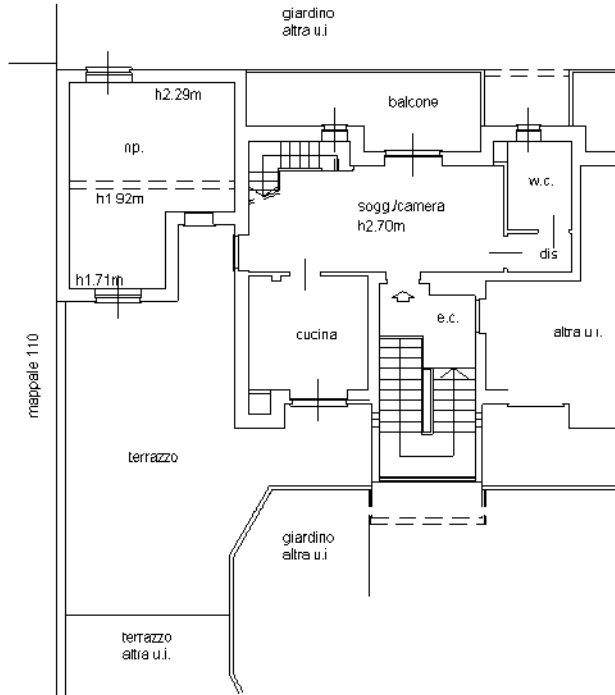 giardino
altra u.i
h2.29m
balcone
rip.
w.c.
h1.92m
sogg./camera
h2.70m
dis
h1.71m
e.c.
cucina
altra u.i.
mappale 110
terrazzo
giardino
altra u.i
terrazzo
altra u.i.